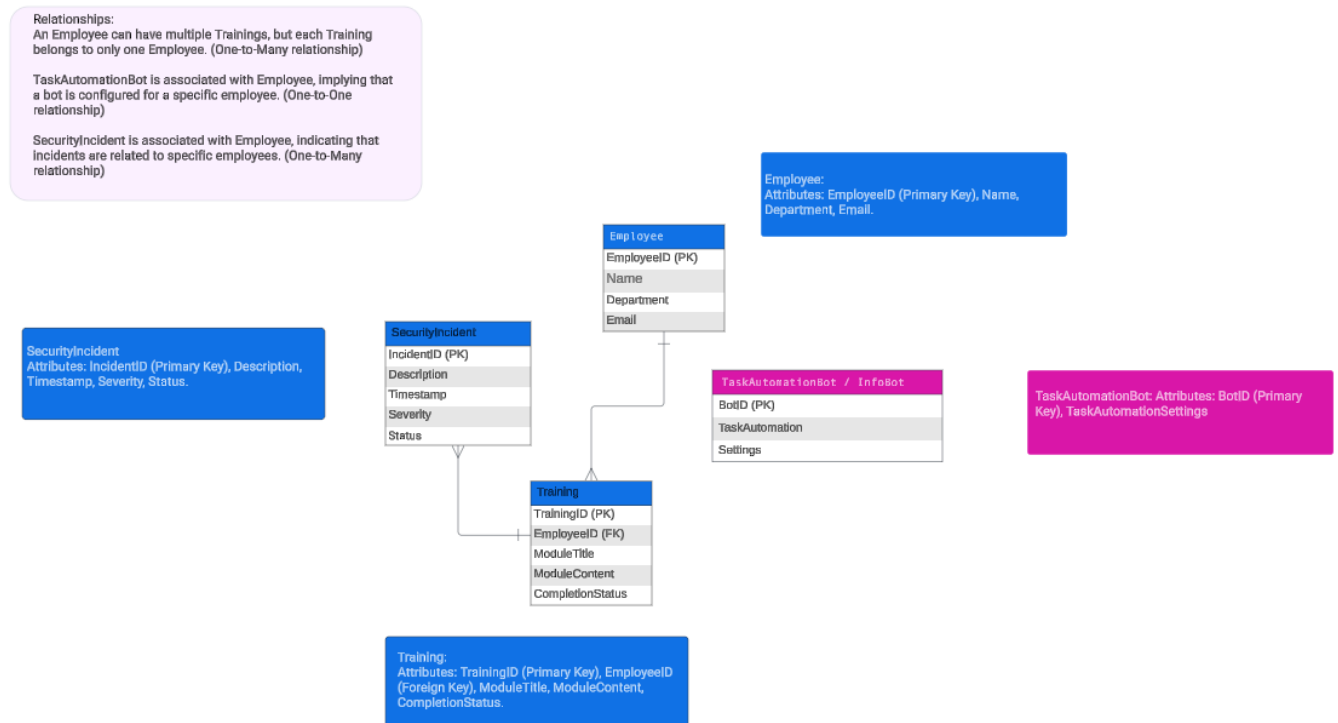 Relationships:
An Employee can have multiple Trainings, but each Training
belongs to only one Employee. (One-to-Many relationship)
TaskAutomationBot is associated with Employee, implying that
a bot is configured for a specific employee. (One-to-One
relationship)
SecurityIncident is associated with Employee, indicating that
incidents are related to specific employees. (One-to-Many
relationship)
Employee:
Attributes: EmployeeID (Primary Key), Name,
Department, Email.
Employee
EmployeeID (PK)
Name
Department
Email
SecurityIncident
Attributes: IncidentID (Primary Key), Description,
Timestamp, Severity, Status.
SecurityIncident
IncidentID (PK)
Description
Timestamp
Severity
Status
TaskAutomationBot / InfoBot
BotID (PK)
TaskAutomation
Settings
TaskAutomationBot: Attributes: BotID (Primary
Key), TaskAutomationSettings
Training
TrainingID (PK)
EmployeeID (FK)
ModuleTitle
ModuleContent
CompletionStatus
Training:
Attributes: TrainingID (Primary Key), EmployeeID
(Foreign Key), ModuleTitle, ModuleContent,
CompletionStatus.